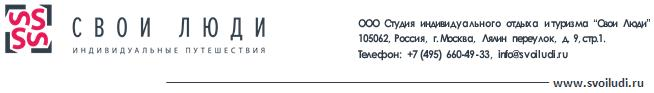 СВОИ ЛЮДИ
ИНДИВИДУАЛЬНЫЕ ПУТЕШЕСТВИЯ
ООО Студия индивидуального отдыха и туризма "Свои Люди"
105062, Россия, г. Москва, Лялин переулок, д. 9, стр.1.
Телефон: +7 (495) 660-49-33, info@svoiludi.ru
www.svoiludi.ru